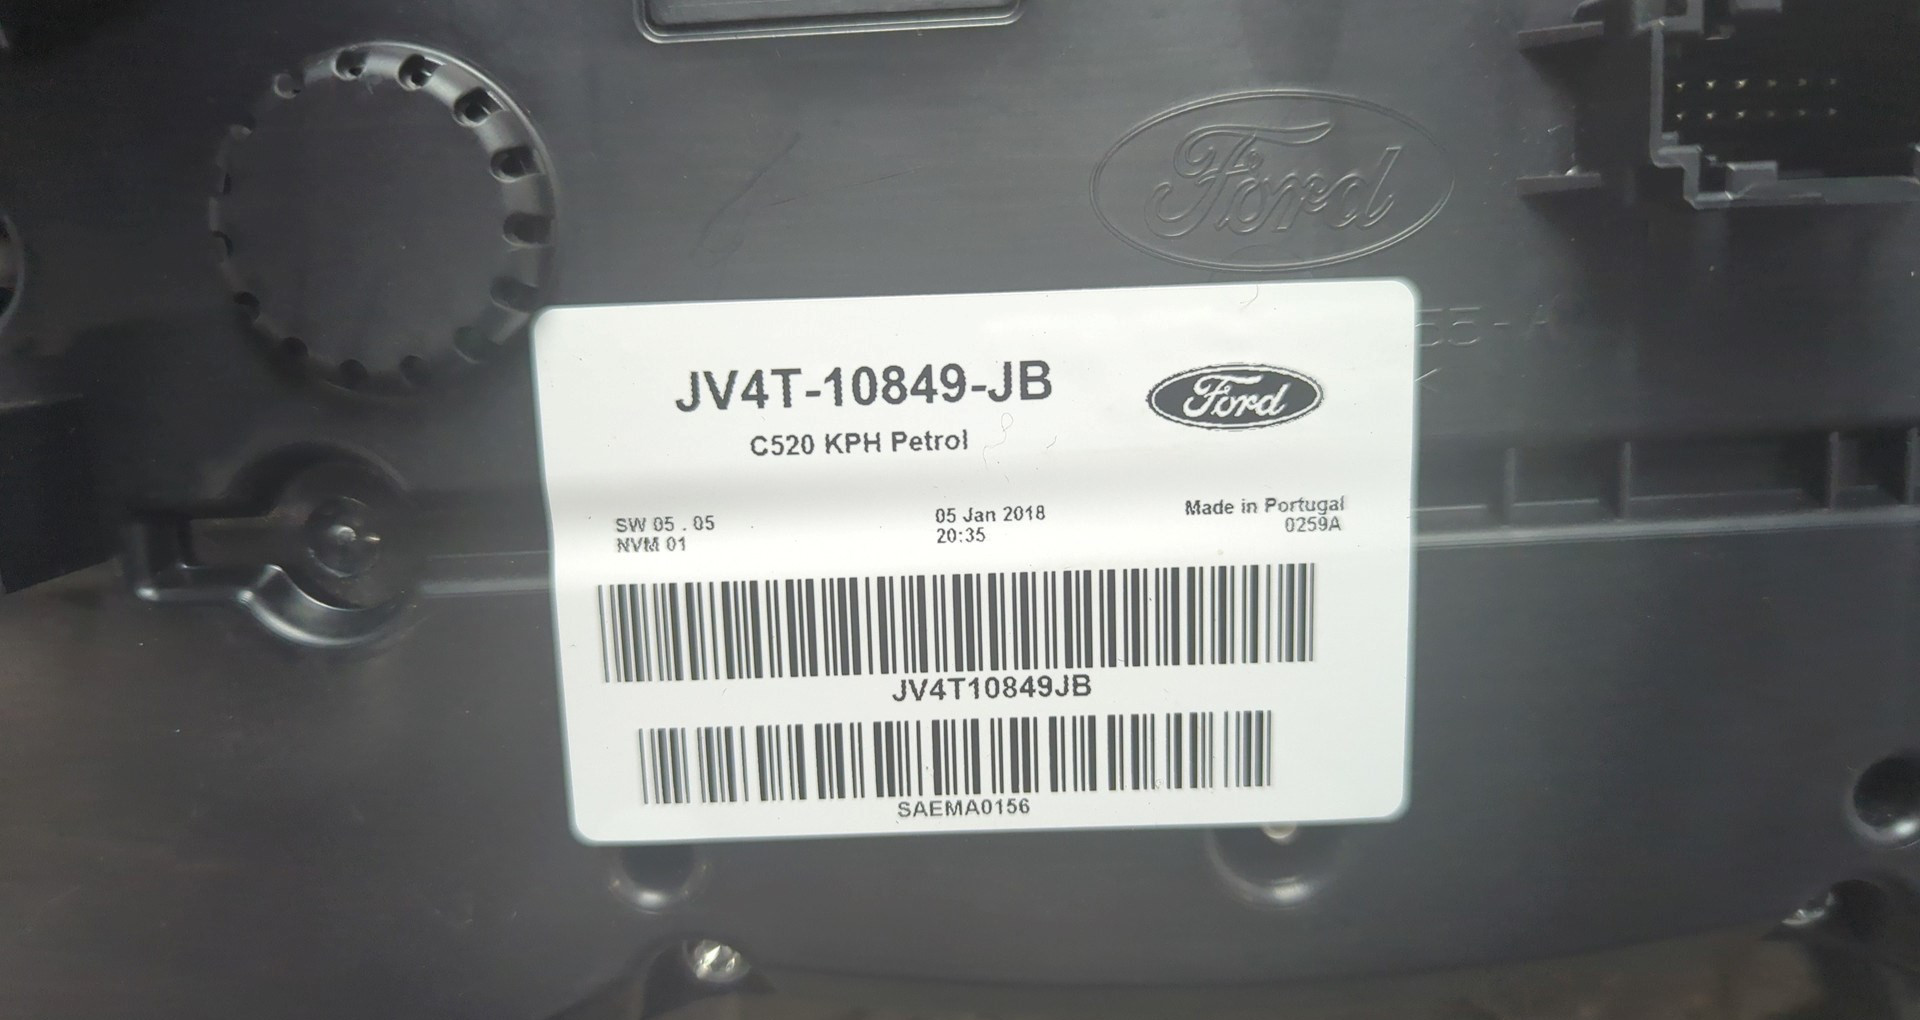 Ford
55-A
JV4T-10849-JB
Ford
C520 KPH Petrol
SW 05 . 05
NVM 01
05 Jan 2018
20:35
Made in Portugal
0259A
JV4T10849JB
SAEMA0156